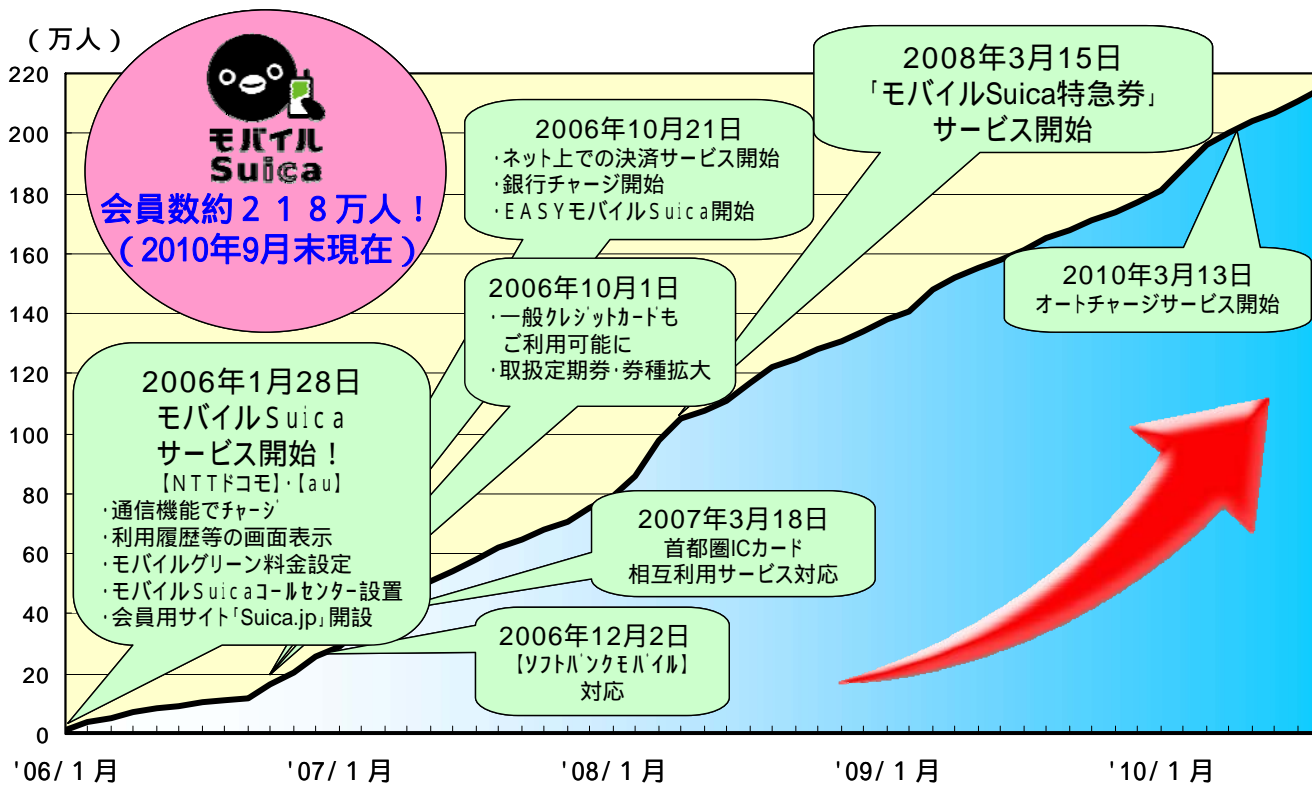 (万人)
220
200
180
160
140
120
100
80
60
40
20
0
モバイル
Suica
会員数約２１８万人！
（2010年9月末現在）
2006年1月28日
モバイルSuica
サービス開始！
【NTTドコモ】・【au】
・通信機能でﾁｬｰｼﾞ
・利用履歴等の画面表示
・モバイルグリーン料金設定
・モバイルSuicaｺｰﾙｾﾝﾀｰ設置
・会員用サイト「Suica.jp」開設
2006年10月21日
・ネット上での決済サービス開始
・銀行チャージ開始
・EASYモバイルSuica開始
2006年10月1日
・一般ｸﾚｼﾞｯﾄｶｰﾄﾞも
ご利用可能に
・取扱定期券・券種拡大
2008年3月15日
「モバイルSuica特急券」
サービス開始
2010年3月13日
オートチャージサービス開始
2007年3月18日
首都圏ICカード
相互利用サービス対応
2006年12月2日
【ｿﾌﾄﾊﾞﾝｸﾓﾊﾞｲﾙ】
対応
'06/１月
'07/１月
'08/１月
'09/１月
'10/１月